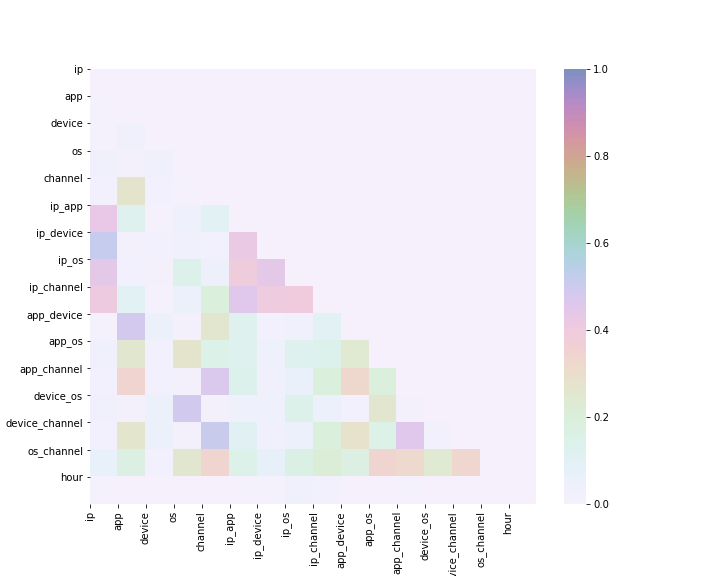 ip
app
device
os
channel
ip_app
ip_device
ip_os
ip_channel
app_device
app_os
app_channel
device_os
device_channel
os_channel
hour
ip
app
device
os
channel
ip_app
ip_device
ip_os
ip_channel
app_device
app_os
app_channel
device_os
vice_channel
os_channel
hour
1.0
0.8
0.6
0.4
0.2
0.0